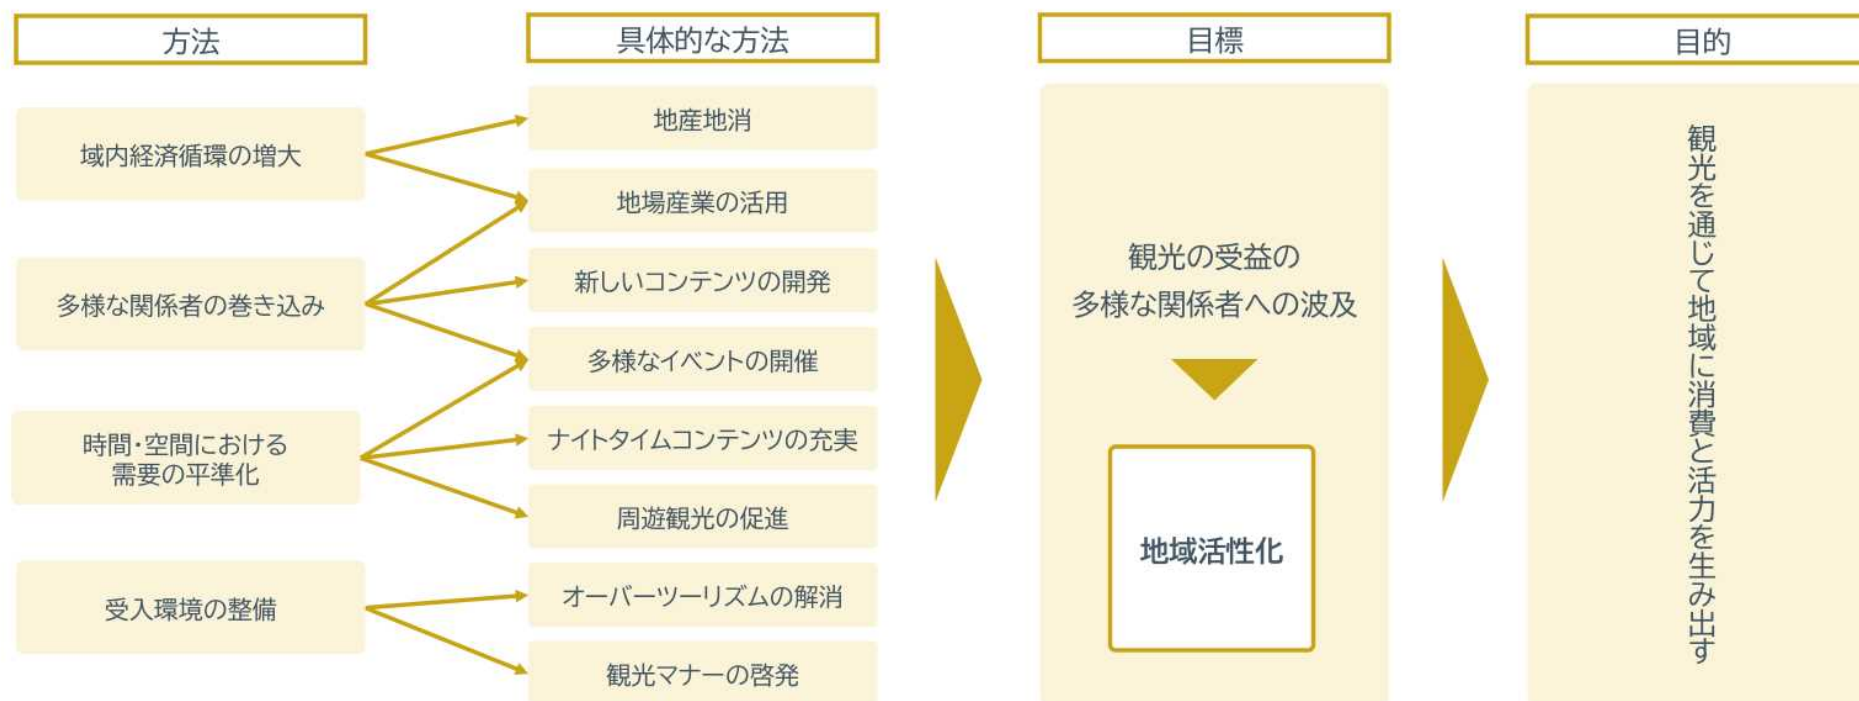 方法
具体的な方法
目標
目的
域内経済循環の増大
多様な関係者の巻き込み
時間・空間における
需要の平準化
受入環境の整備
地産地消
地場産業の活用
新しいコンテンツの開発
多様なイベントの開催
ナイトタイムコンテンツの充実
周遊観光の促進
オーバーツーリズムの解消
観光マナーの啓発
観光の受益の
多様な関係者への波及
地域活性化
観光を通じて地域に消費と活力を生み出す